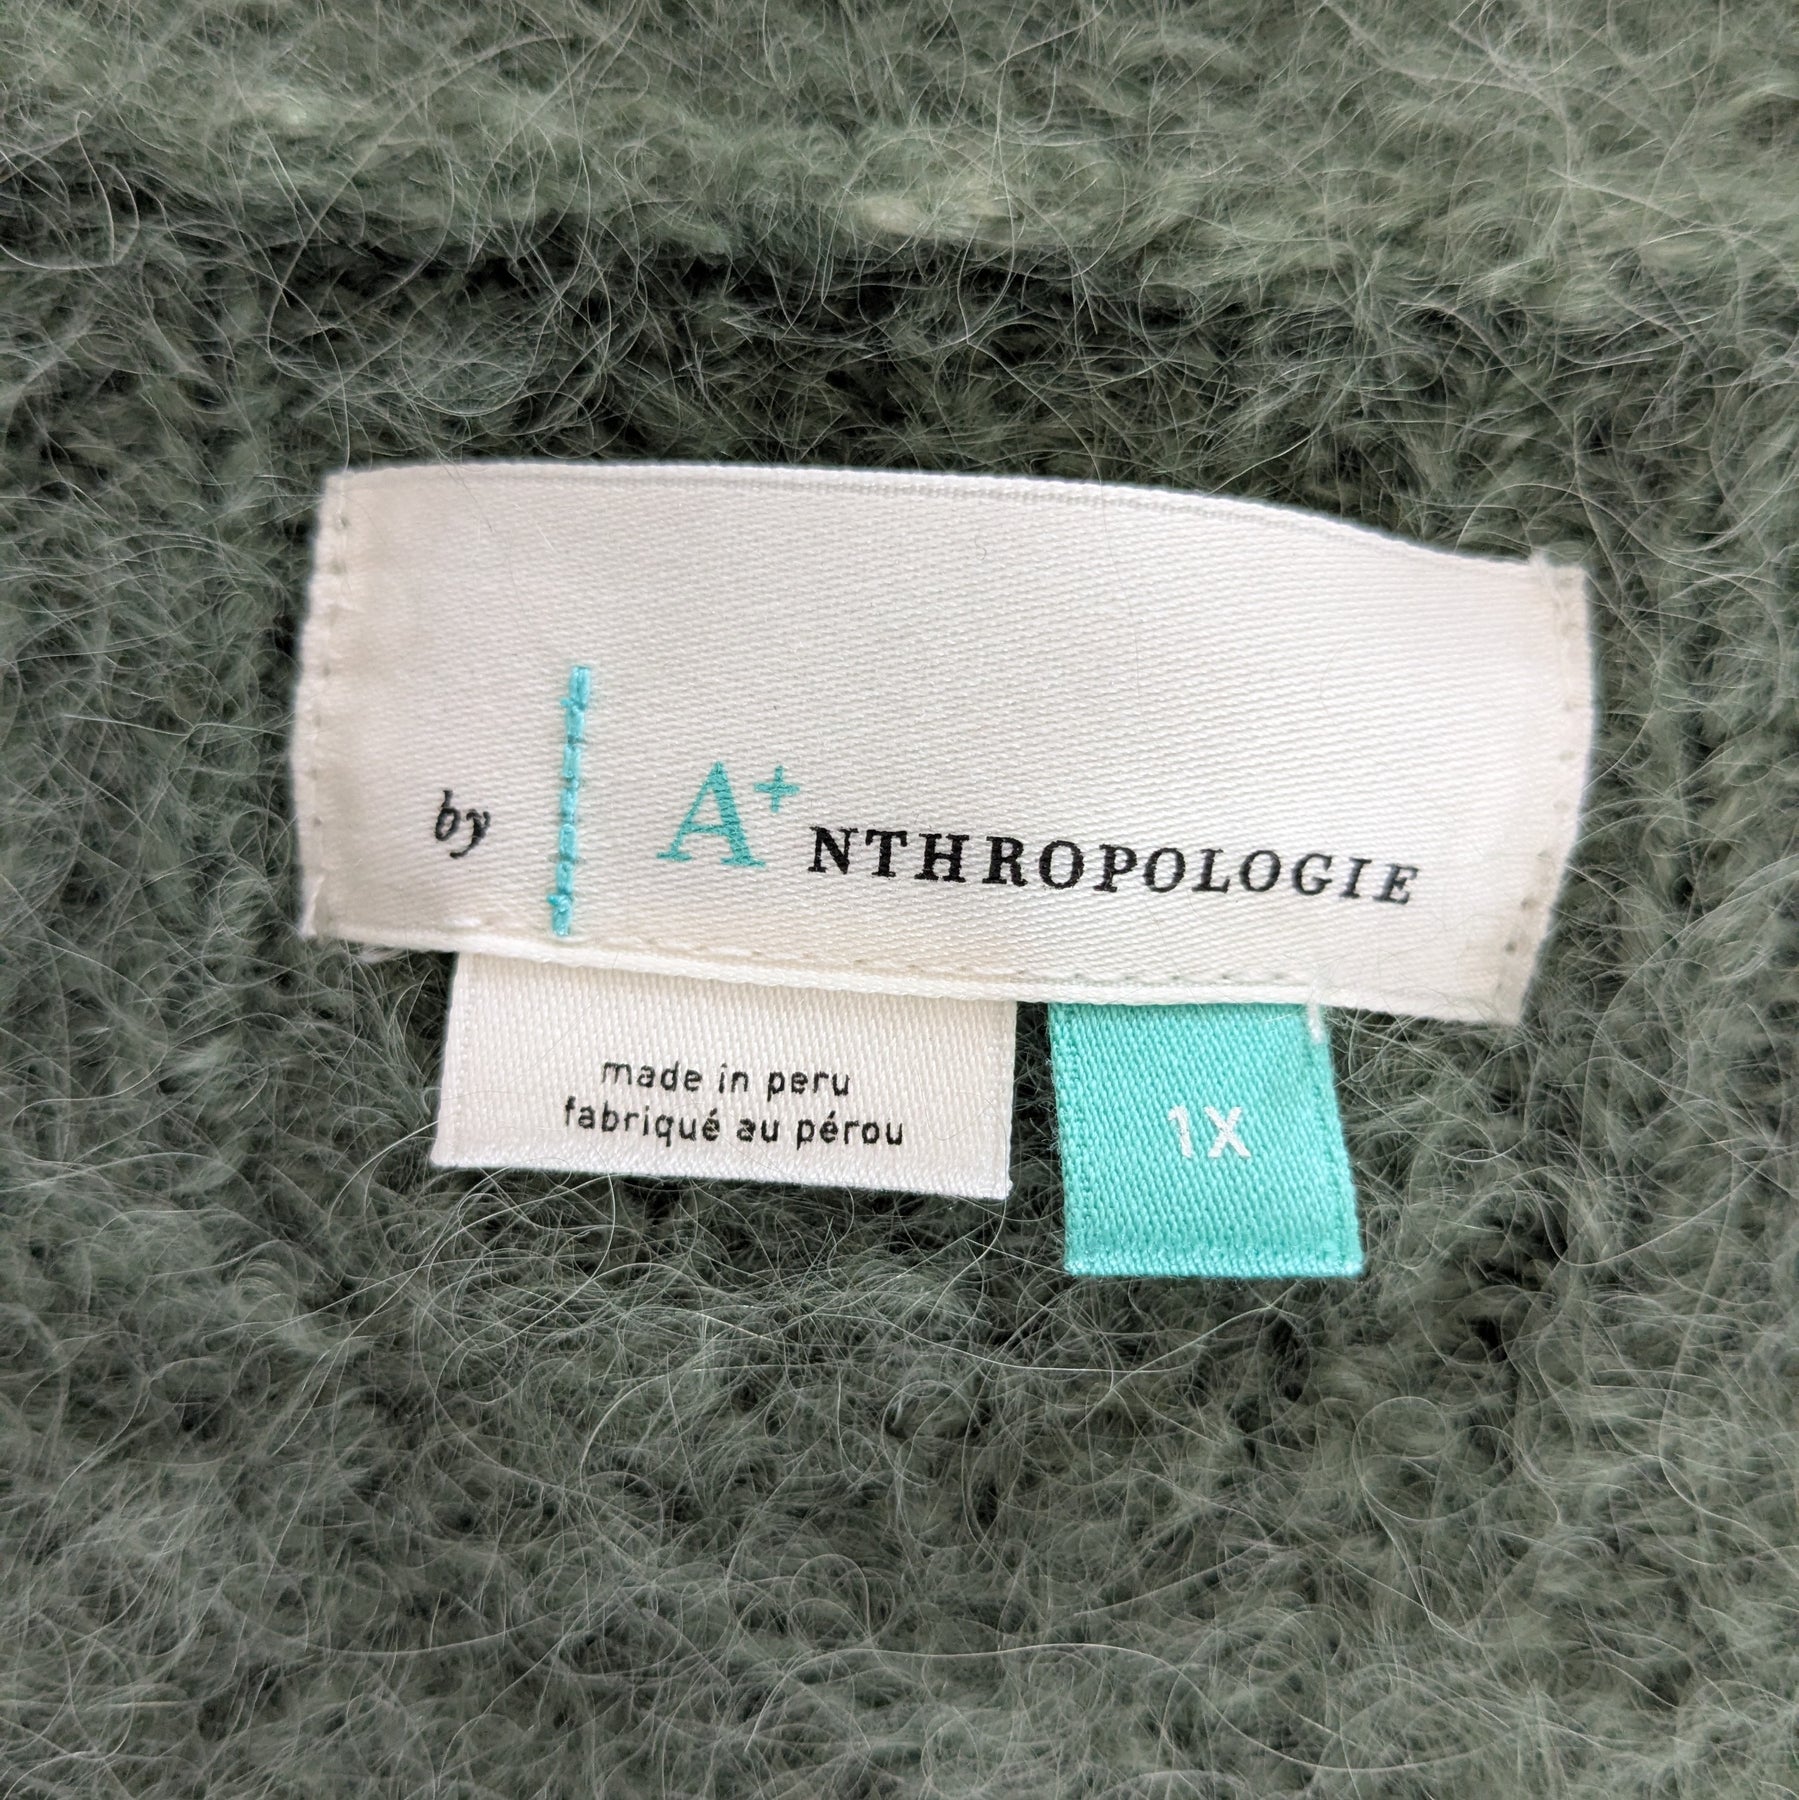 by A+NTHROPOLOGIE
made in peru
fabriqué au pérou
1X